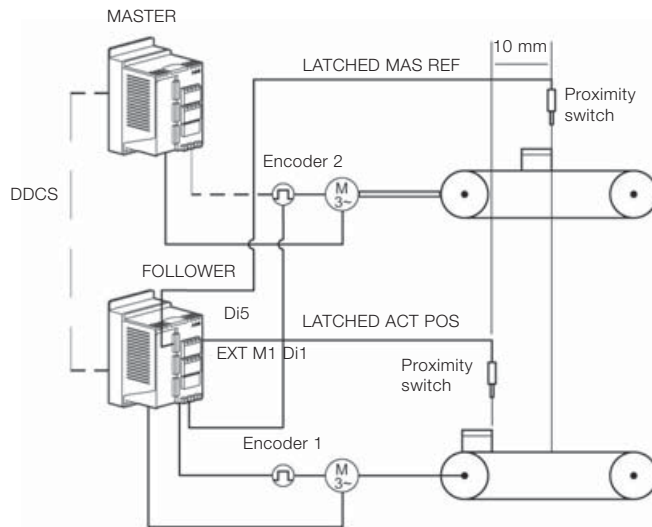 MASTER
10 mm
LATCHED MAS REF
Proximity
switch
Encoder 2
M
3~
DDCS
FOLLOWER
Di5
LATCHED ACT POS
EXT M1 Di1
Proximity
switch
Encoder 1
M
3~